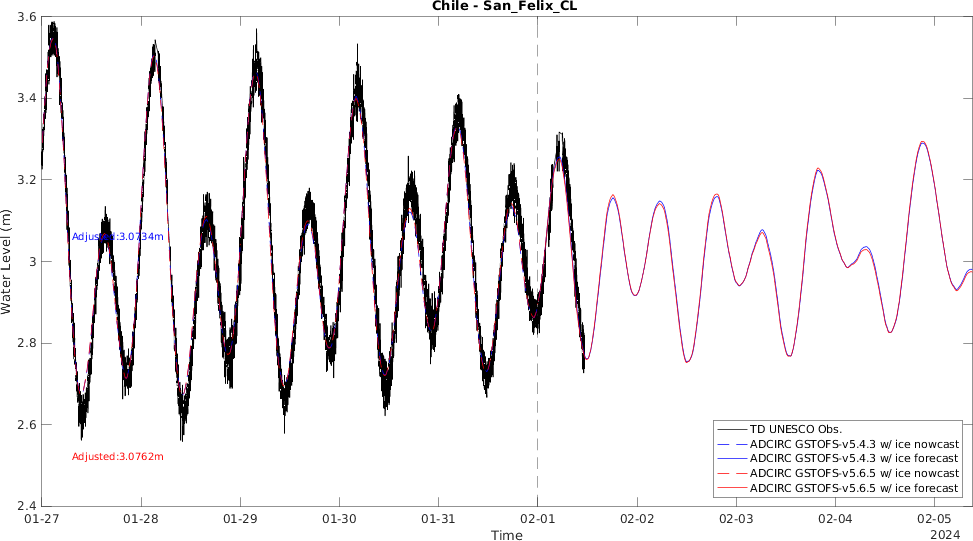 Chile - San_Felix_CL
3.6
3.4
3.2
3
2.8
2.6
2.4
Water Level (m)
Adjusted:3.0734m
Adjusted:3.0762m
TD UNESCO Obs.
ADCIRC GSTOFS-v5.4.3 w/ ice nowcast
ADCIRC GSTOFS-v5.4.3 w/ ice forecast
ADCIRC GSTOFS-v5.6.5 w/ ice nowcast
ADCIRC GSTOFS-v5.6.5 w/ ice forecast
01-27 01-28 01-29 01-30 01-31 02-01 02-02 02-03 02-04 02-05
Time
2024